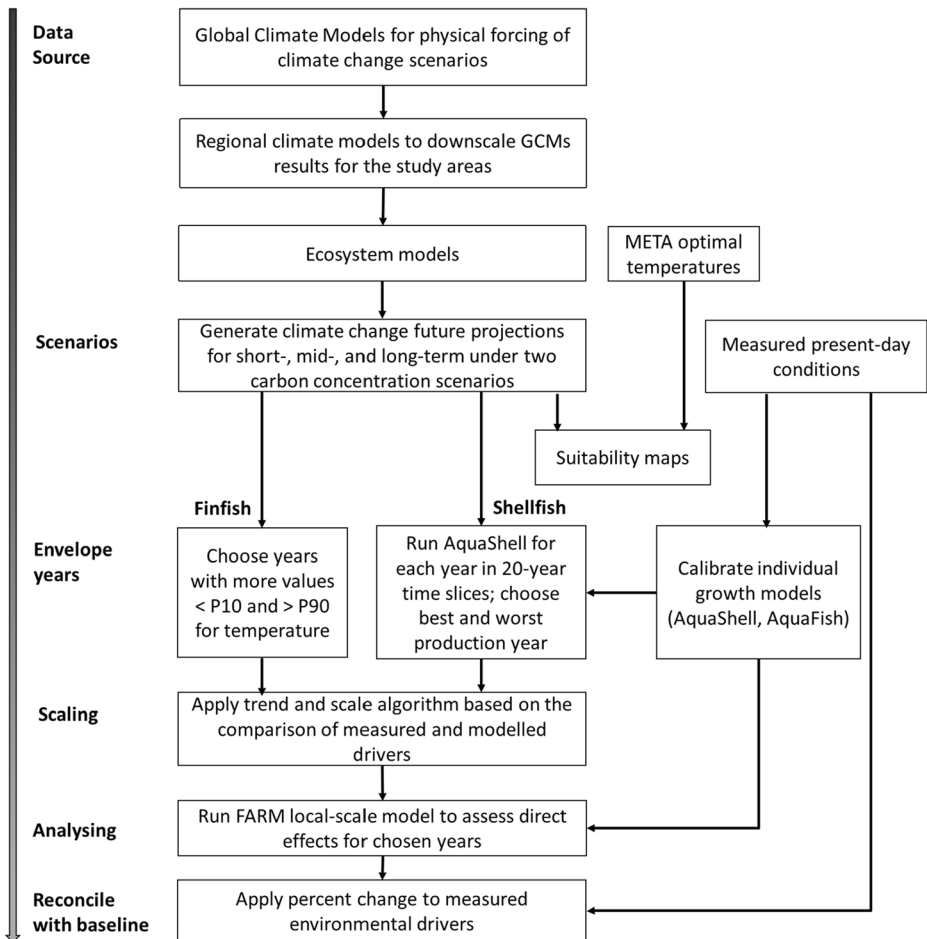 Data
Source
Global Climate Models for physical forcing of
climate change scenarios
Regional climate models to downscale GCMs
results for the study areas
Ecosystem models
META optimal
temperatures
Scenarios
Generate climate change future projections
for short-, mid-, and long-term under two
carbon concentration scenarios
Measured present-day
conditions
Suitability maps
Finfish
Shellfish
Envelope
years
Choose years
with more values
< P10 and > P90
for temperature
Run AquaShell for
each year in 20-year
time slices; choose
best and worst
production year
Calibrate individual
growth models
(AquaShell, AquaFish)
Scaling
Apply trend and scale algorithm based on the
comparison of measured and modelled
drivers
Analysing
Run FARM local-scale model to assess direct
effects for chosen years
Reconcile
with baseline
Apply percent change to measured
environmental drivers